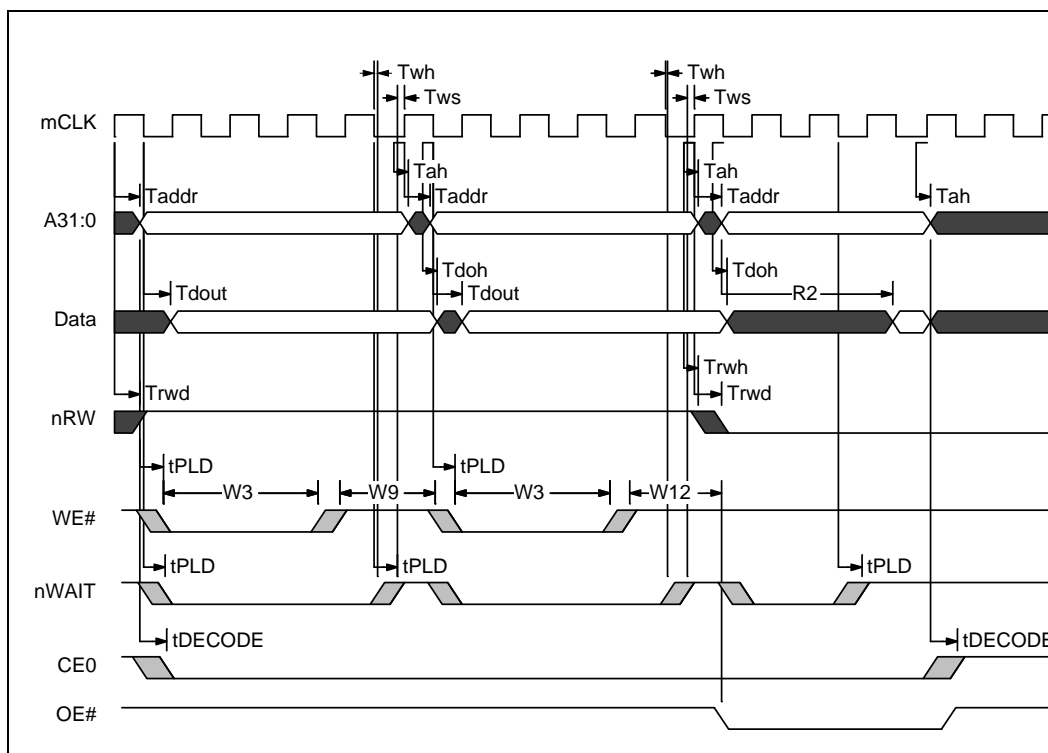 Twh Twh
Tws Tws
mCLK
Tah Tah
Taddr Taddr Taddr Tah
A31:0
Tdoh Tdoh
Tdout Tdout R2
Data
Trwh
Trwd Trwd
nRW
tPLD tPLD
W3 W9 W3 W12
WE#
tPLD tPLD tPLD
nWAIT
tDECODE tDECODE
CE0
OE#